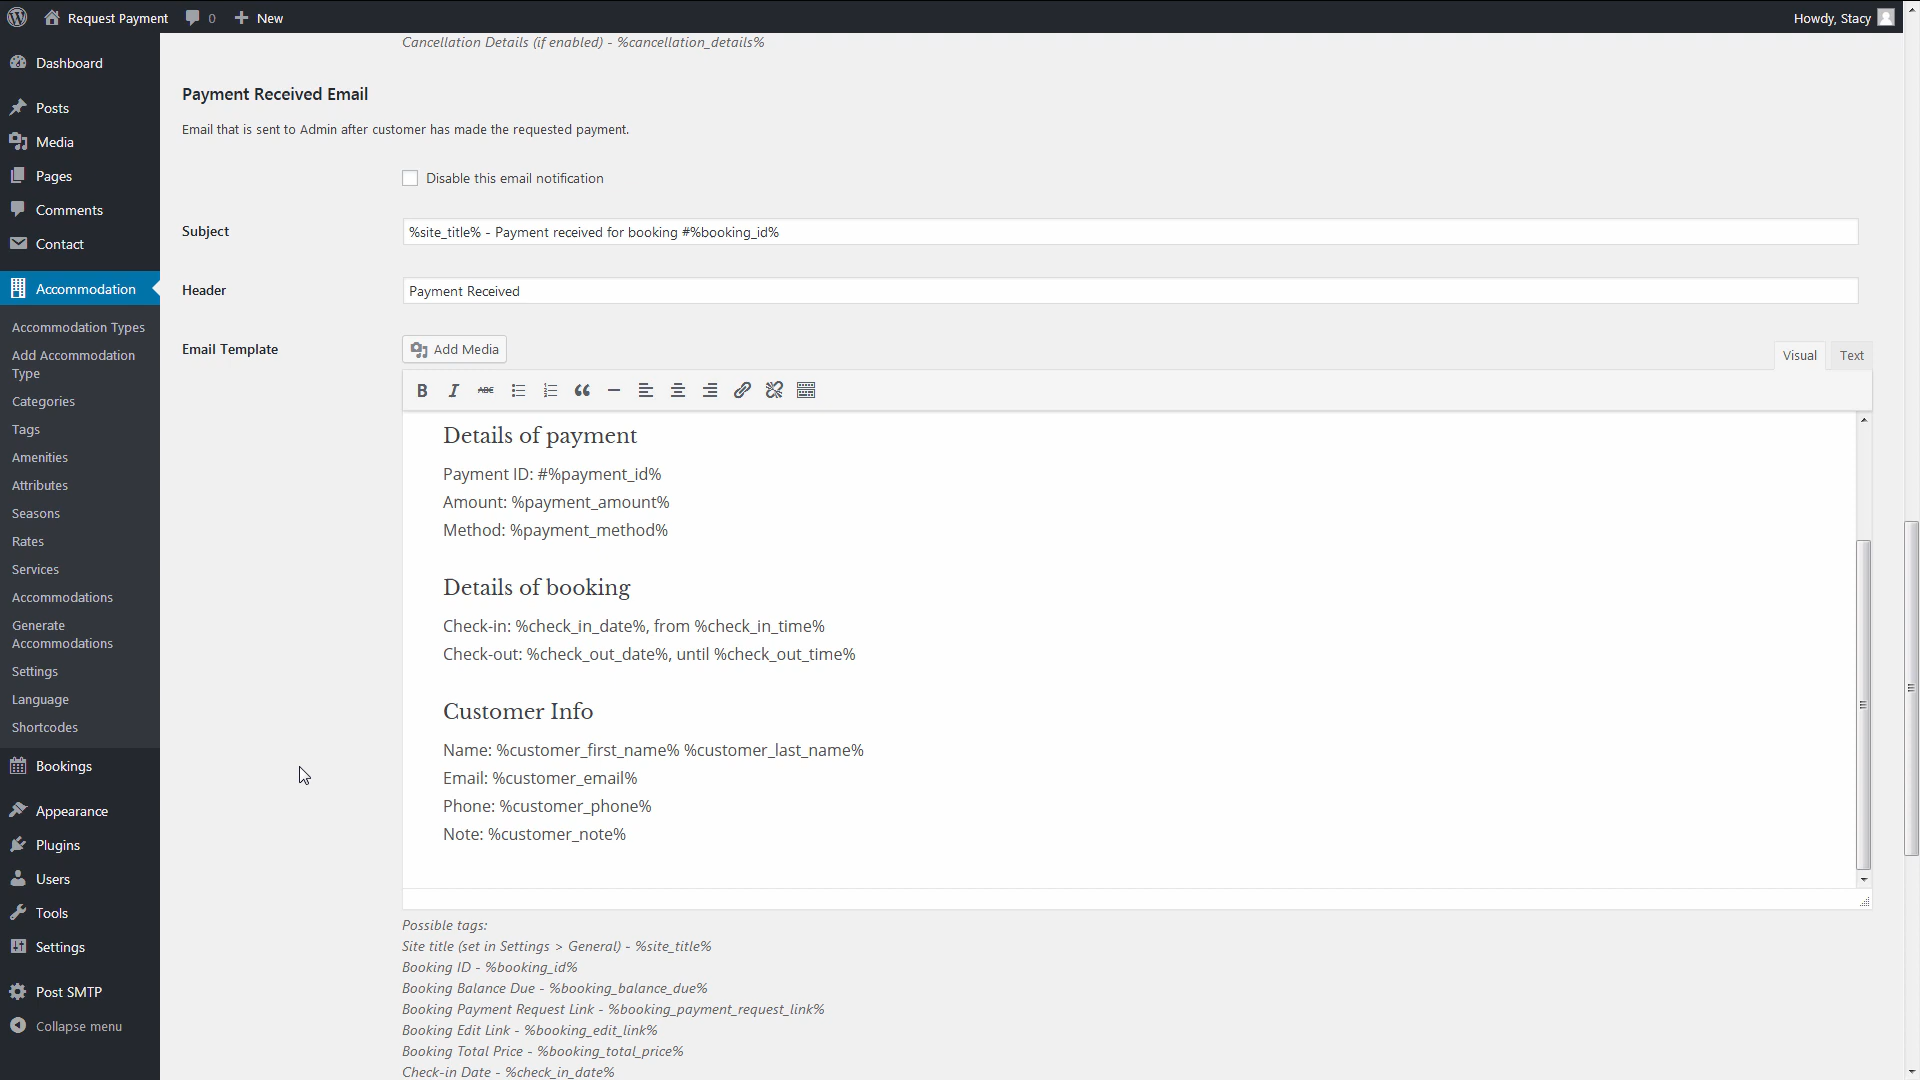 Request Payment
0
New
Howdy, Stacy
Dashboard
Posts
Media
Pages
Comments
Contact
Accommodation
Accommodation Types
Add Accommodation
Type
Categories
Tags
Amenities
Attributes
Seasons
Rates
Services
Accommodations
Generate
Accommodations
Settings
Language
Shortcodes
Bookings
Appearance
Plugins
Users
Tools
Settings
Post SMTP
Collapse menu
Cancellation Details (if enabled) - %cancellation_details%
Payment Received Email
Email that is sent to Admin after customer has made the requested payment.
Disable this email notification
Subject
%site_title% - Payment received for booking #%booking_id%
Header
Payment Received
Email Template
Add Media
Visual
Text
B I ABC
Details of payment
Payment ID: #%payment_id%
Amount: %payment_amount%
Method: %payment_method%
Details of booking
Check-in: %check_in_date%, from %check_in_time%
Check-out: %check_out_date%, until %check_out_time%
Customer Info
Name: %customer_first_name% %customer_last_name%
Email: %customer_email%
Phone: %customer_phone%
Note: %customer_note%
Possible tags:
Site title (set in Settings > General) - %site_title%
Booking ID - %booking_id%
Booking Balance Due - %booking_balance_due%
Booking Payment Request Link - %booking_payment_request_link%
Booking Edit Link - %booking_edit_link%
Booking Total Price - %booking_total_price%
Check-in Date - %check_in_date%